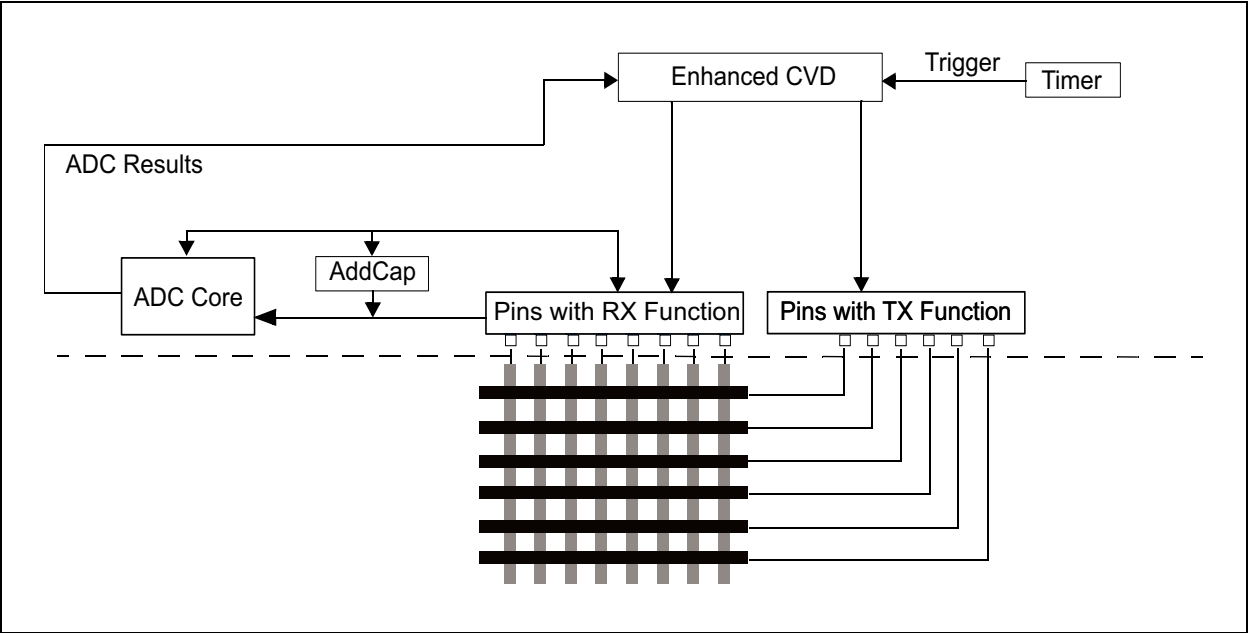 Enhanced CVD
Trigger
Timer
ADC Results
ADC Core
AddCap
Pins with RX Function
Pins with TX Function